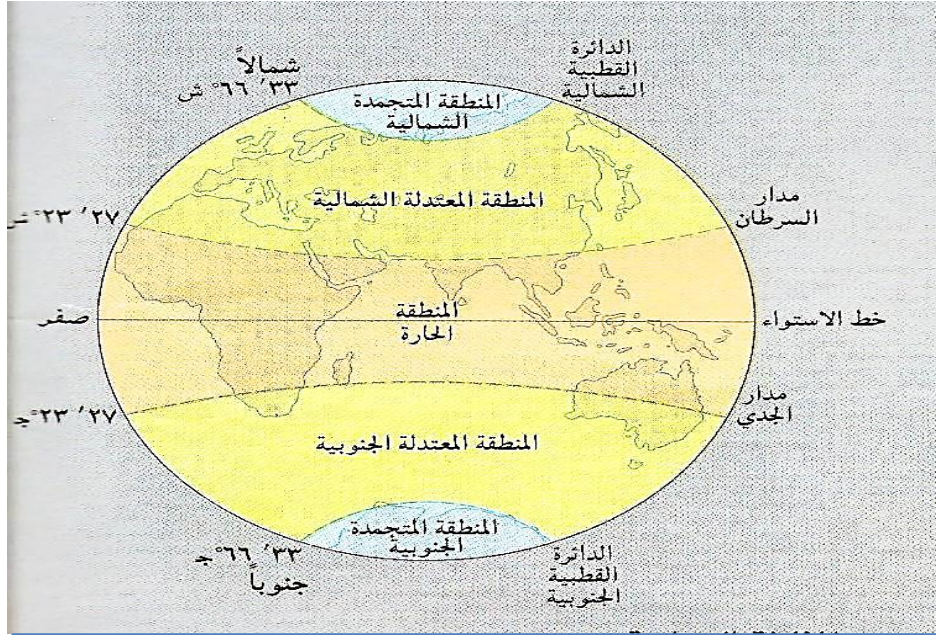 شمالاً
٣٣′ ٦٦° ش
الدائرة
القطبية
الشمالية
المنطقة المتجمدة
الشمالية
المنطقة المعتدلة الشمالية
مدار
السرطان
٢٧′ ٢٣° ش
المنطقة
الحارة
خط الاستواء
صفر
مدار
الجدي
٢٧′ ٢٣° ج
المنطقة المعتدلة الجنوبية
المنطقة المتجمدة
الجنوبية
الدائرة
القطبية
الجنوبية
٣٣′ ٦٦° ج
جنوباً